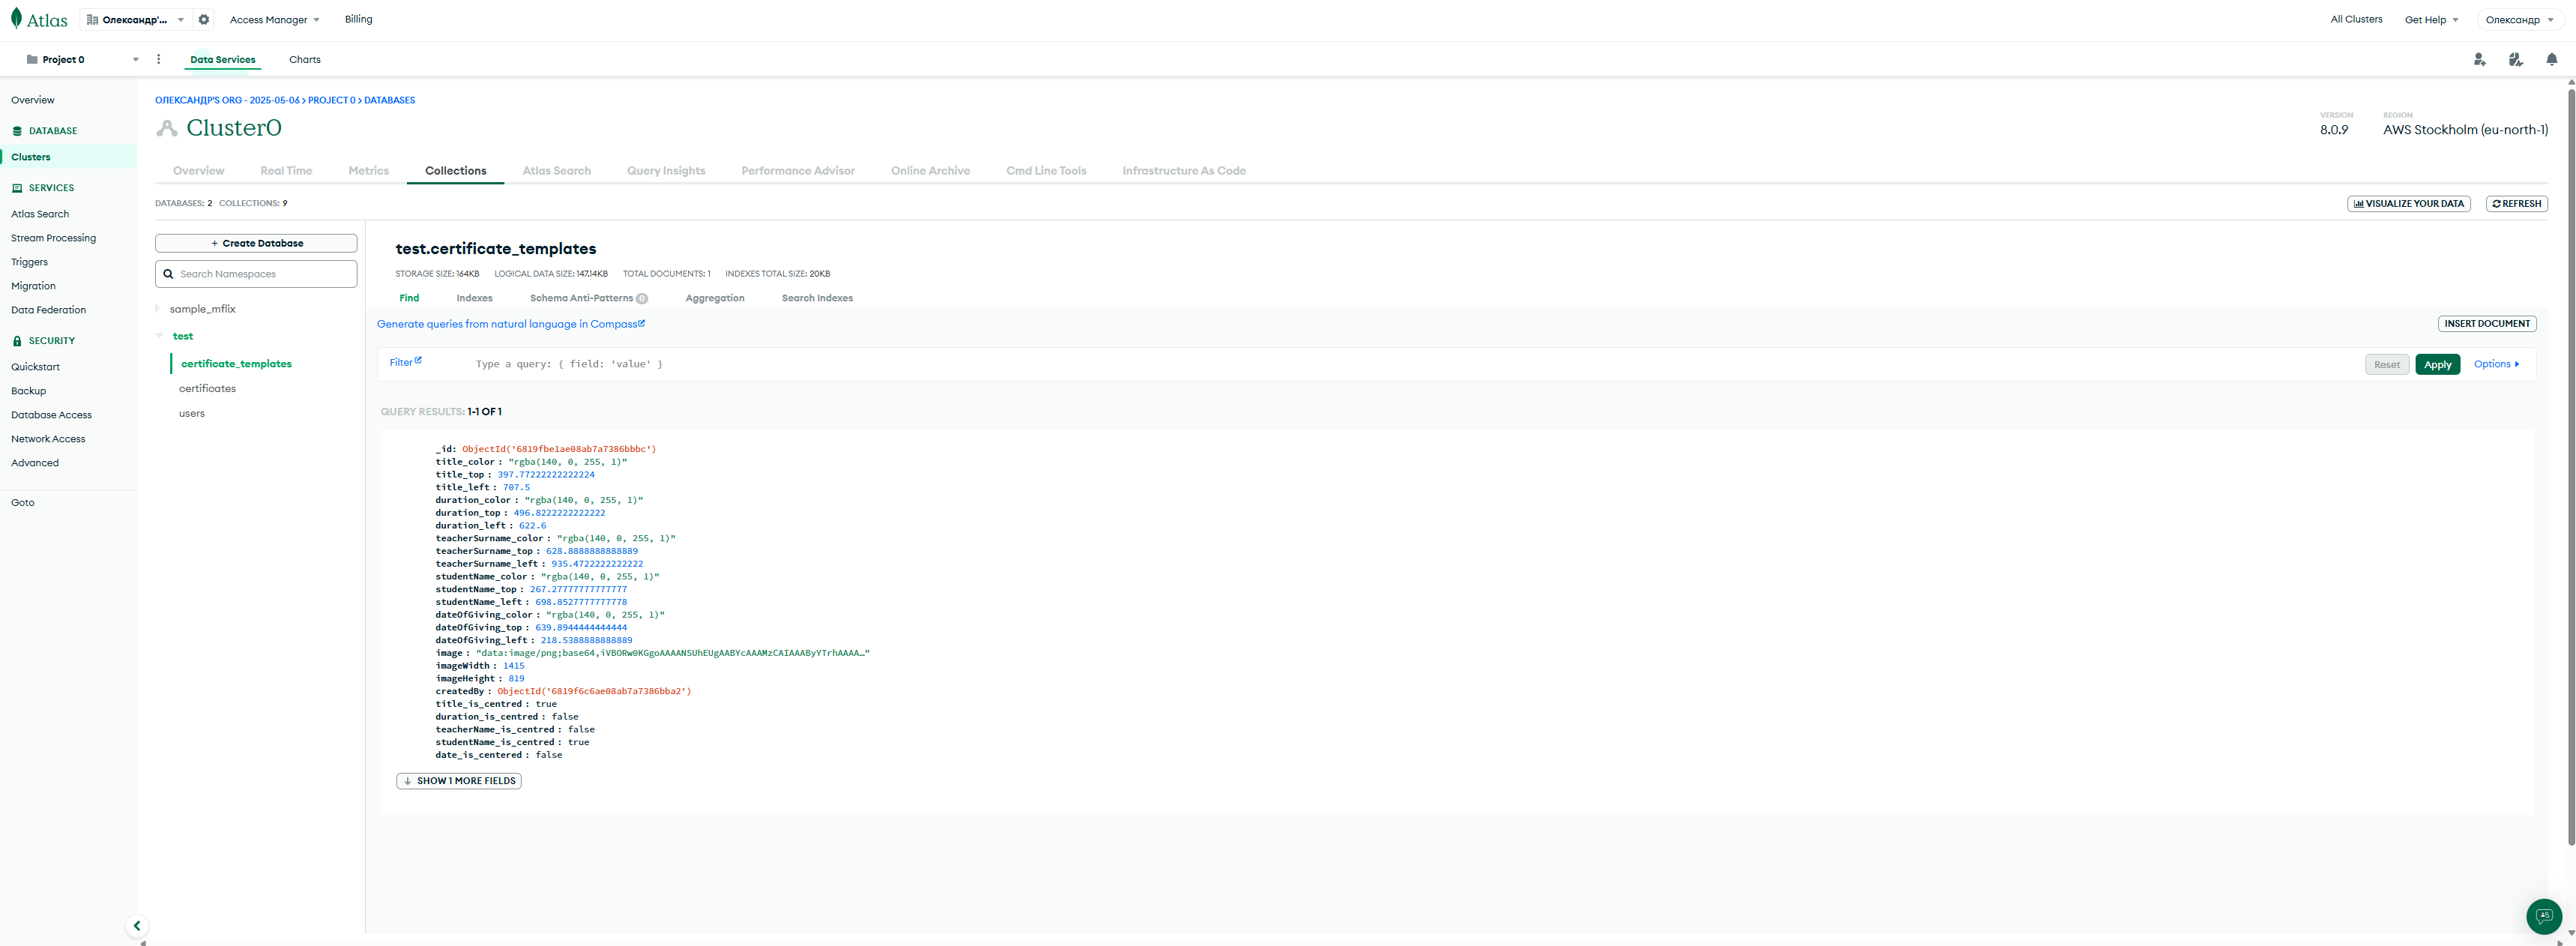 Atlas Олександр'... Access Manager Billing All Clusters Get Help Олександр
Project 0 Data Services Charts
Overview
DATABASE
Clusters
SERVICES
Atlas Search
Stream Processing
Triggers
Migration
Data Federation
SECURITY
Quickstart
Backup
Database Access
Network Access
Advanced
Goto
ОЛЕКСАНДР'S ORG - 2025-05-06 > PROJECT 0 > DATABASES
Cluster0
VERSION REGION
8.0.9 AWS Stockholm (eu-north-1)
Overview Real Time Metrics Collections Atlas Search Query Insights Performance Advisor Online Archive Cmd Line Tools Infrastructure As Code
DATABASES: 2 COLLECTIONS: 9 VISUALIZE YOUR DATA REFRESH
+ Create Database
Search Namespaces
sample_mflix
test
certificate_templates
certificates
users
test.certificate_templates
STORAGE SIZE: 164KB LOGICAL DATA SIZE: 147.14KB TOTAL DOCUMENTS: 1 INDEXES TOTAL SIZE: 20KB
Find Indexes Schema Anti-Patterns 0 Aggregation Search Indexes
Generate queries from natural language in Compass INSERT DOCUMENT
Filter Type a query: { field: 'value' } Reset Apply Options
QUERY RESULTS: 1-1 OF 1
_id: ObjectId('6819fbe1ae08ab7a7386bbbc')
title_color : "rgba(140, 0, 255, 1)"
title_top : 397.77222222222224
title_left : 707.5
duration_color : "rgba(140, 0, 255, 1)"
duration_top : 496.8222222222222
duration_left : 622.6
teacherSurname_color : "rgba(140, 0, 255, 1)"
teacherSurname_top : 628.8888888888889
teacherSurname_left : 935.4722222222222
studentName_color : "rgba(140, 0, 255, 1)"
studentName_top : 267.27777777777777
studentName_left : 698.8527777777778
dateOfGiving_color : "rgba(140, 0, 255, 1)"
dateOfGiving_top : 639.8944444444444
dateOfGiving_left : 218.5388888888889
image : "data:image/png;base64,iVBORw0KGgoAAAANSUhEUgAABYcAAAMzCAIAAAByYTrhAAAA…"
imageWidth : 1415
imageHeight : 819
createdBy : ObjectId('6819f6c6ae08ab7a7386bba2')
title_is_centred : true
duration_is_centred : false
teacherName_is_centred : false
studentName_is_centred : true
date_is_centered : false
SHOW 1 MORE FIELDS